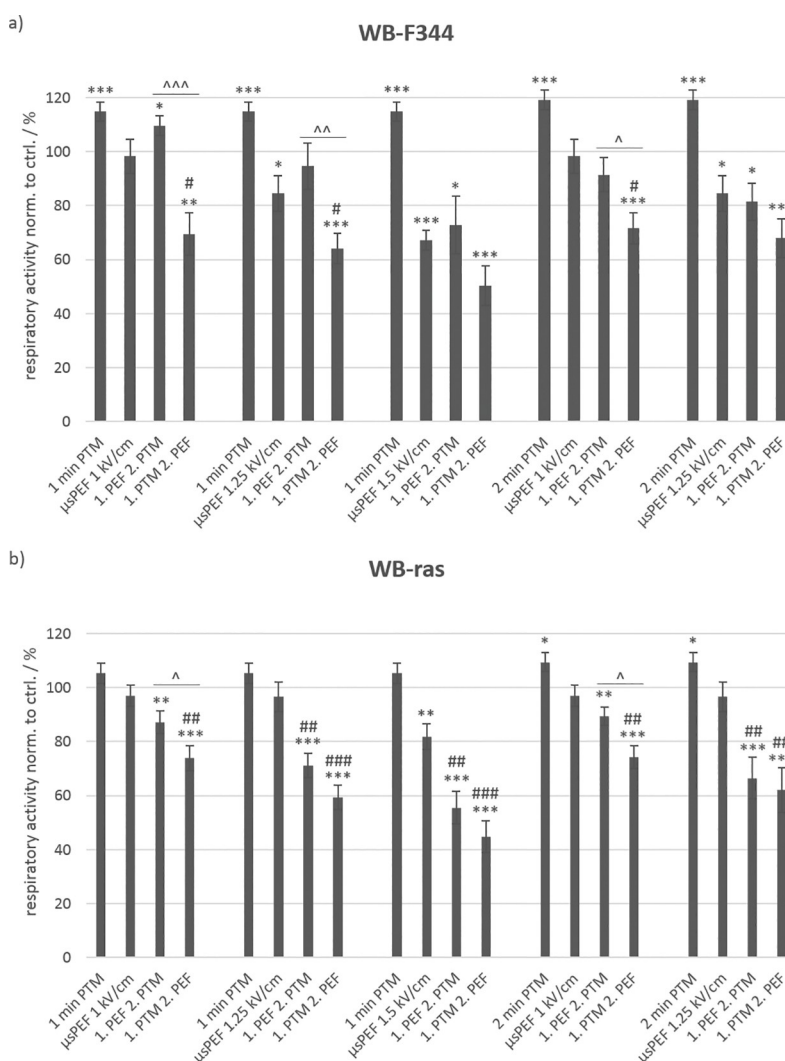 a)
WB-F344
respiratory activity norm. to ctrl. / %
120
100
80
60
40
20
0
*** ^^^ * # **
*** * ^^ # ***
*** *** * ***
*** ^ # ***
*** * * **
1 min PTM
µsPEF 1 kV/cm
1. PEF 2. PTM
1. PTM 2. PEF
1 min PTM
µsPEF 1.25 kV/cm
1. PEF 2. PTM
1. PTM 2. PEF
1 min PTM
µsPEF 1.5 kV/cm
1. PEF 2. PTM
1. PTM 2. PEF
2 min PTM
µsPEF 1 kV/cm
1. PEF 2. PTM
1. PTM 2. PEF
2 min PTM
µsPEF 1.25 kV/cm
1. PEF 2. PTM
1. PTM 2. PEF
b)
WB-ras
respiratory activity norm. to ctrl. / %
120
100
80
60
40
20
0
^ ** ## ***
## *** ### ***
** ## *** ### ***
* ^ ** ## ***
* ## *** ## **
1 min PTM
µsPEF 1 kV/cm
1. PEF 2. PTM
1. PTM 2. PEF
1 min PTM
µsPEF 1.25 kV/cm
1. PEF 2. PTM
1. PTM 2. PEF
1 min PTM
µsPEF 1.5 kV/cm
1. PEF 2. PTM
1. PTM 2. PEF
2 min PTM
µsPEF 1 kV/cm
1. PEF 2. PTM
1. PTM 2. PEF
2 min PTM
µsPEF 1.25 kV/cm
1. PEF 2. PTM
1. PTM 2. PEF